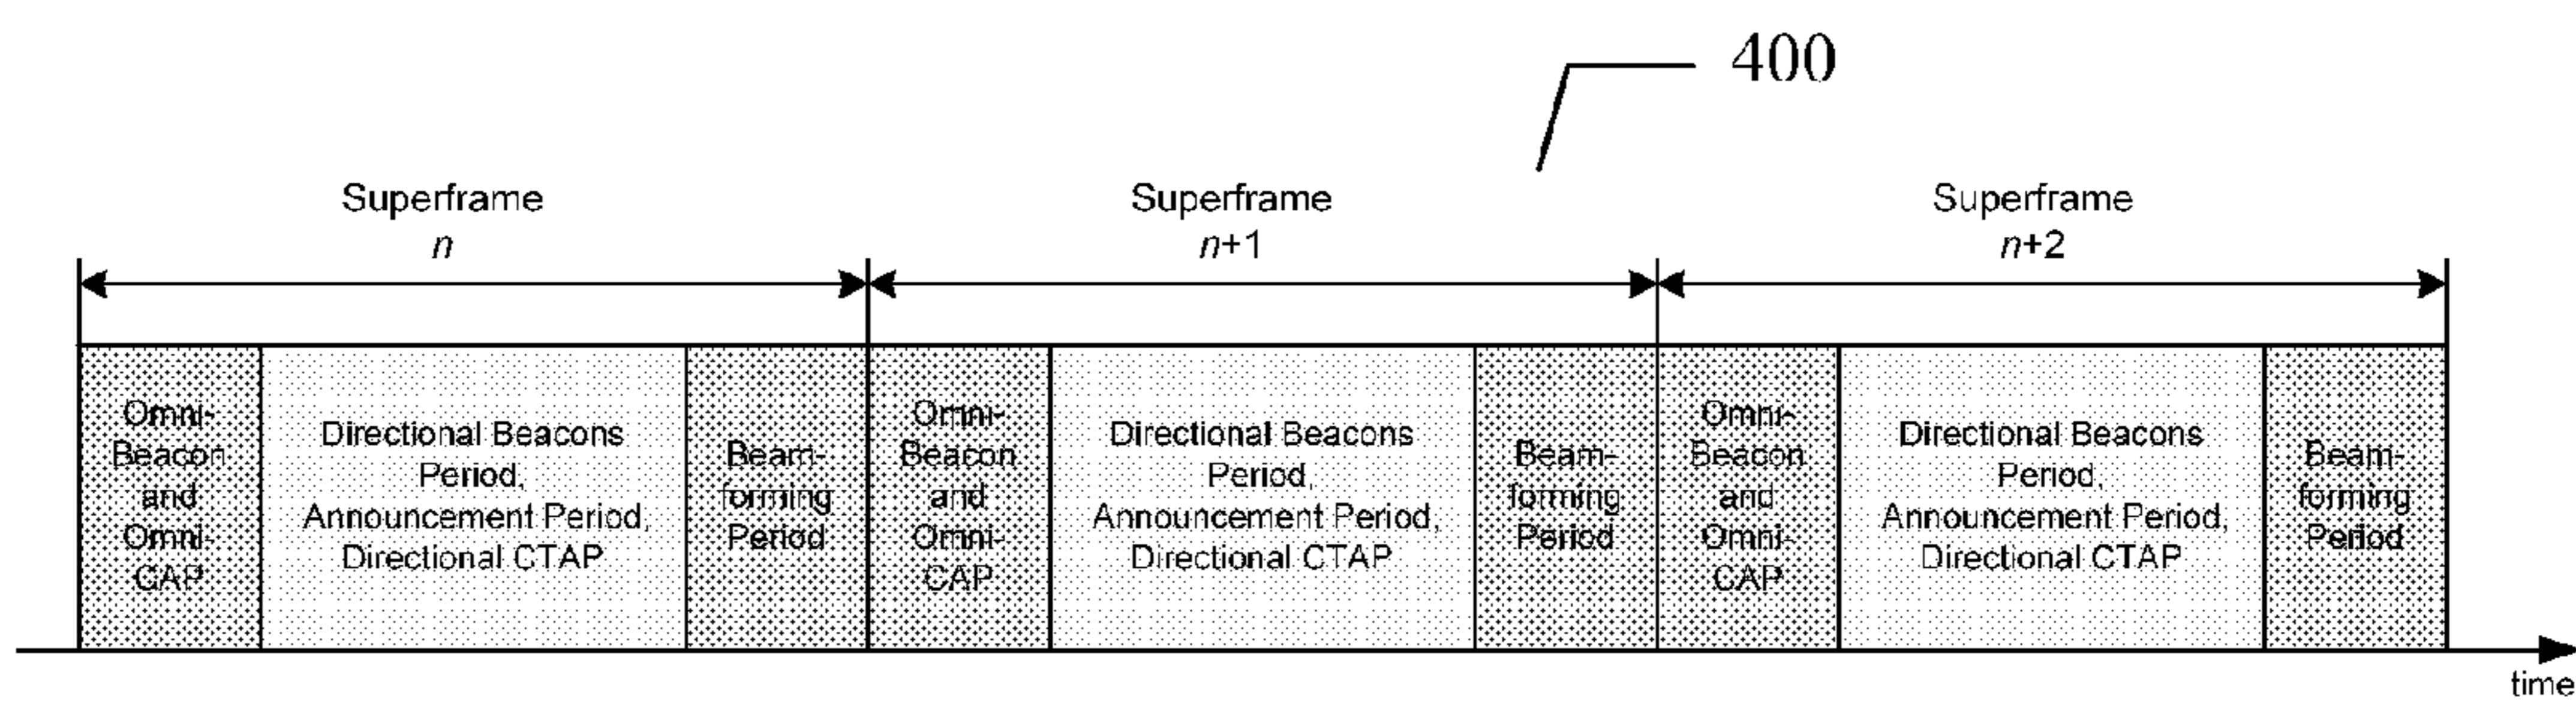 400
Superframe
n
Superframe
n+1
Superframe
n+2
Omni-
Beacon
and
Omni-
CAP
Directional Beacons
Period,
Announcement Period,
Directional CTAP
Beam-
forming
Period
Omni-
Beacon
and
Omni-
CAP
Directional Beacons
Period,
Announcement Period,
Directional CTAP
Beam-
forming
Period
Omni-
Beacon
and
Omni-
CAP
Directional Beacons
Period,
Announcement Period,
Directional CTAP
Beam-
forming
Period
time